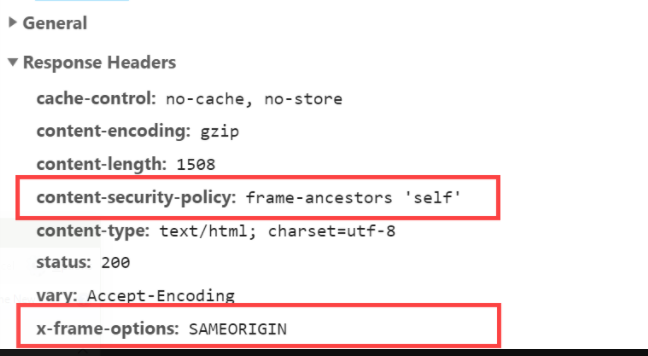 General
Response Headers
cache-control: no-cache, no-store
content-encoding: gzip
content-length: 1508
content-security-policy: frame-ancestors 'self'
content-type: text/html; charset=utf-8
status: 200
vary: Accept-Encoding
x-frame-options: SAMEORIGIN